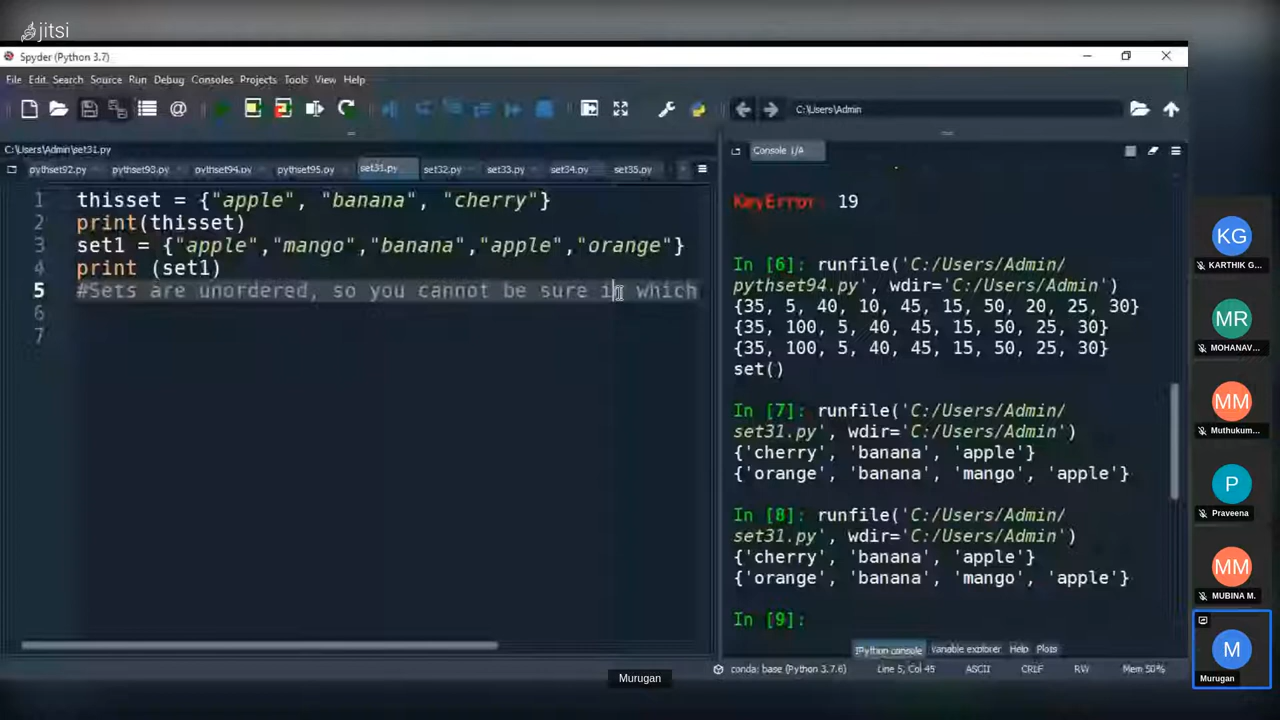 jitsi
Spyder (Python 3.7)
File Edit Search Source Run Debug Consoles Projects Tools View Help
C:\Users\Admin
C:\Users\Admin\set31.py
pythset92.py pythset93.py pythset94.py pythset95.py set31.py set32.py set33.py set34.py set35.py
Console 1/A
1 thisset = {"apple", "banana", "cherry"}
2 print(thisset)
3 set1 = {"apple","mango","banana","apple","orange"}
4 print (set1)
5 #Sets are unordered, so you cannot be sure in which
6
7
KeyError: 19
In [6]: runfile('C:/Users/Admin/
pythset94.py', wdir='C:/Users/Admin')
{35, 5, 40, 10, 45, 15, 50, 20, 25, 30}
{35, 100, 5, 40, 45, 15, 50, 25, 30}
{35, 100, 5, 40, 45, 15, 50, 25, 30}
set()
In [7]: runfile('C:/Users/Admin/
set31.py', wdir='C:/Users/Admin')
{'cherry', 'banana', 'apple'}
{'orange', 'banana', 'mango', 'apple'}
In [8]: runfile('C:/Users/Admin/
set31.py', wdir='C:/Users/Admin')
{'cherry', 'banana', 'apple'}
{'orange', 'banana', 'mango', 'apple'}
In [9]:
IPython console Variable explorer Help Plots
conda: base (Python 3.7.6) Line 5, Col 45 ASCII CRLF RW Mem 50%
Murugan
KG
KARTHIK G...
MR
MOHANAV...
MM
Muthukum...
P
Praveena
MM
MUBINA M.
M
Murugan